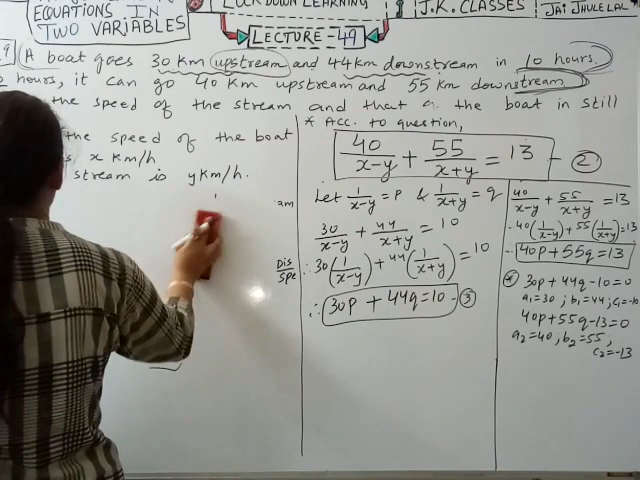 EQUATIONS IN
TWO VARIABLES
LOCKDOWN LEARNING
LECTURE-49
J.K. CLASSES
JAI JHULELAL
9 A boat goes 30 km upstream and 44 km downstream in 10 hours.
hours, it can go 40 km upstream and 55 km downstream.
the speed of the stream and that of the boat in still
the speed of the boat
x km/h
stream is y km/h.
* Acc. to question,
40/x-y + 55/x+y = 13 - ②
Let 1/x-y = p & 1/x+y = q
30/x-y + 44/x+y = 10
∴ 30(1/x-y) + 44(1/x+y) = 10
∴ 30p + 44q = 10 - ③
am
Dis
Spe
40/x-y + 55/x+y = 13
40(1/x-y) + 55(1/x+y) = 13
40p + 55q = 13
* 30p + 44q - 10 = 0
a₁ = 30, b₁ = 44, c₁ = -10
40p + 55q - 13 = 0
a₂ = 40, b₂ = 55,
c₂ = -13